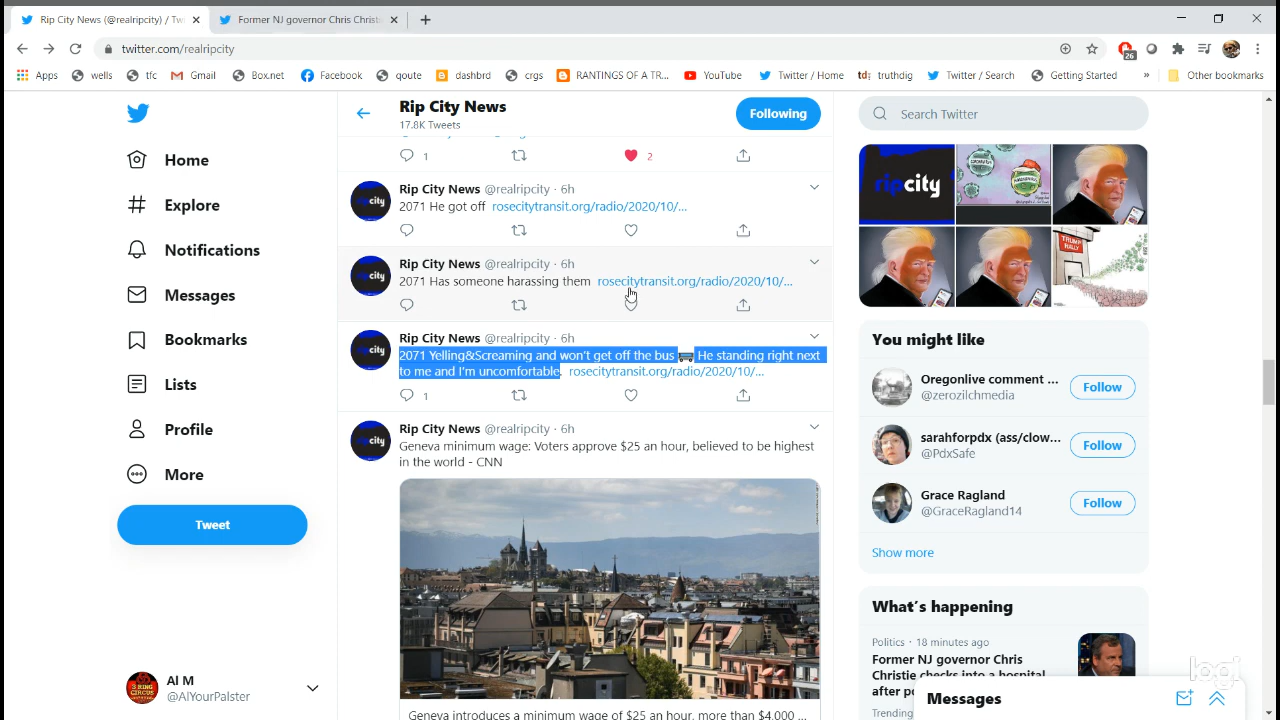 Rip City News (@realripcity) / Tw
Former NJ governor Chris Christ
twitter.com/realripcity
26
Apps
wells
tfc
Gmail
Box.net
Facebook
qoute
dashbrd
crgs
RANTINGS OF A TR...
YouTube
Twitter / Home
td: truthdig
Twitter / Search
Getting Started
»
Other bookmarks
Home
Explore
Notifications
Messages
Bookmarks
Lists
Profile
More
Tweet
Al M
@AlYourPalster
Rip City News
17.8K Tweets
Following
1
2
Rip City News @realripcity · 6h
2071 He got off rosecitytransit.org/radio/2020/10/...
Rip City News @realripcity · 6h
2071 Has someone harassing them rosecitytransit.org/radio/2020/10/...
Rip City News @realripcity · 6h
2071 Yelling&Screaming and won't get off the bus 🚌 He standing right next
to me and I'm uncomfortable. rosecitytransit.org/radio/2020/10/...
1
Rip City News @realripcity · 6h
Geneva minimum wage: Voters approve $25 an hour, believed to be highest
in the world - CNN
Geneva introduces a minimum wage of $25 an hour, more than $4,000 ...
Search Twitter
ripcity
TRUMP
RALLY
You might like
Oregonlive comment ...
@zerozilchmedia
Follow
sarahforpdx (ass/clow...
@PdxSafe
Follow
Grace Ragland
@GraceRagland14
Follow
Show more
What's happening
Politics · 18 minutes ago
Former NJ governor Chris
Christie checks into a hospital
after po
Trending
Messages
logi